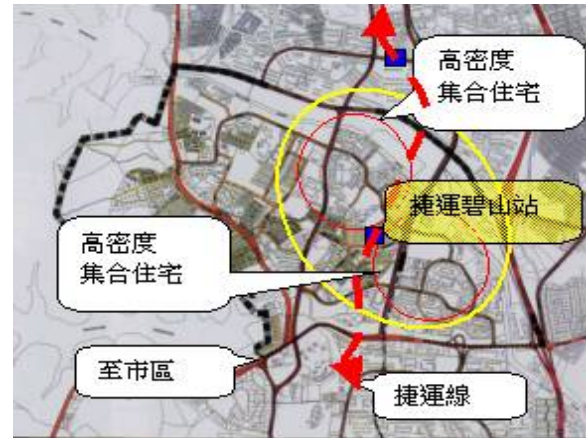 高密度
集合住宅
捷運碧山站
高密度
集合住宅
至市區
捷運線